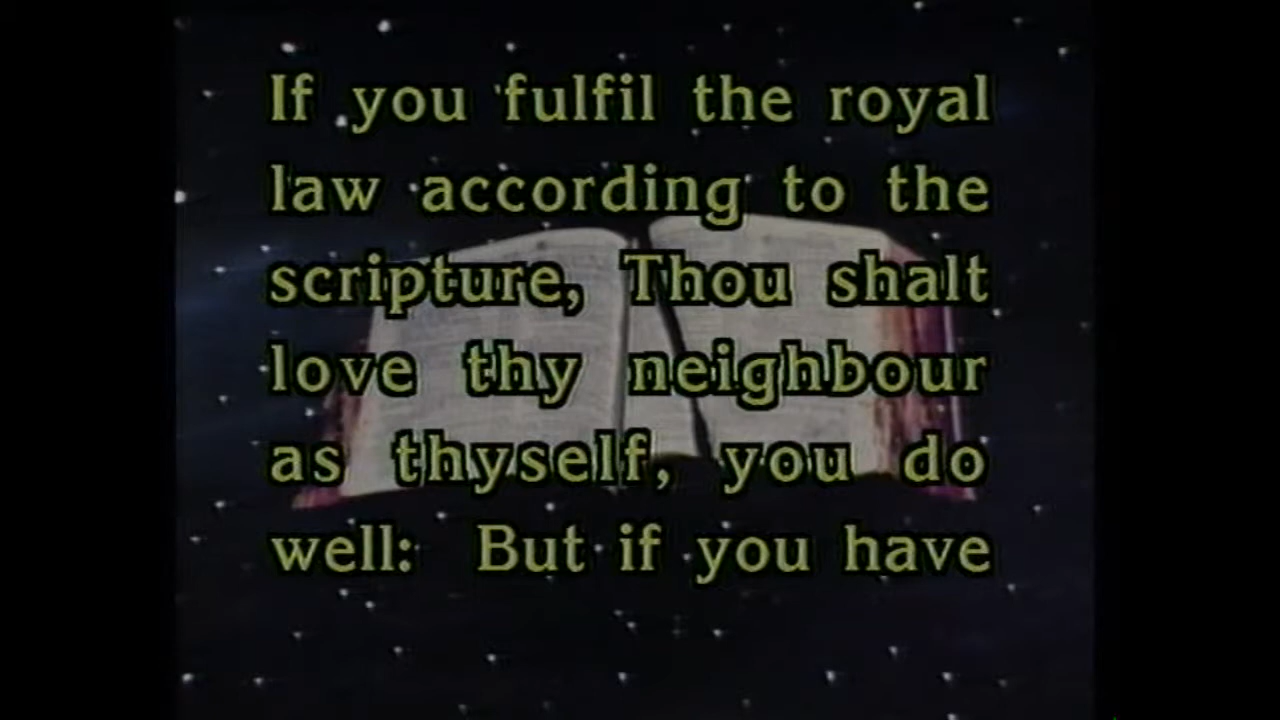 If you fulfil the royal
law according to the
scripture, Thou shalt
love thy neighbour
as thyself, you do
well: But if you have